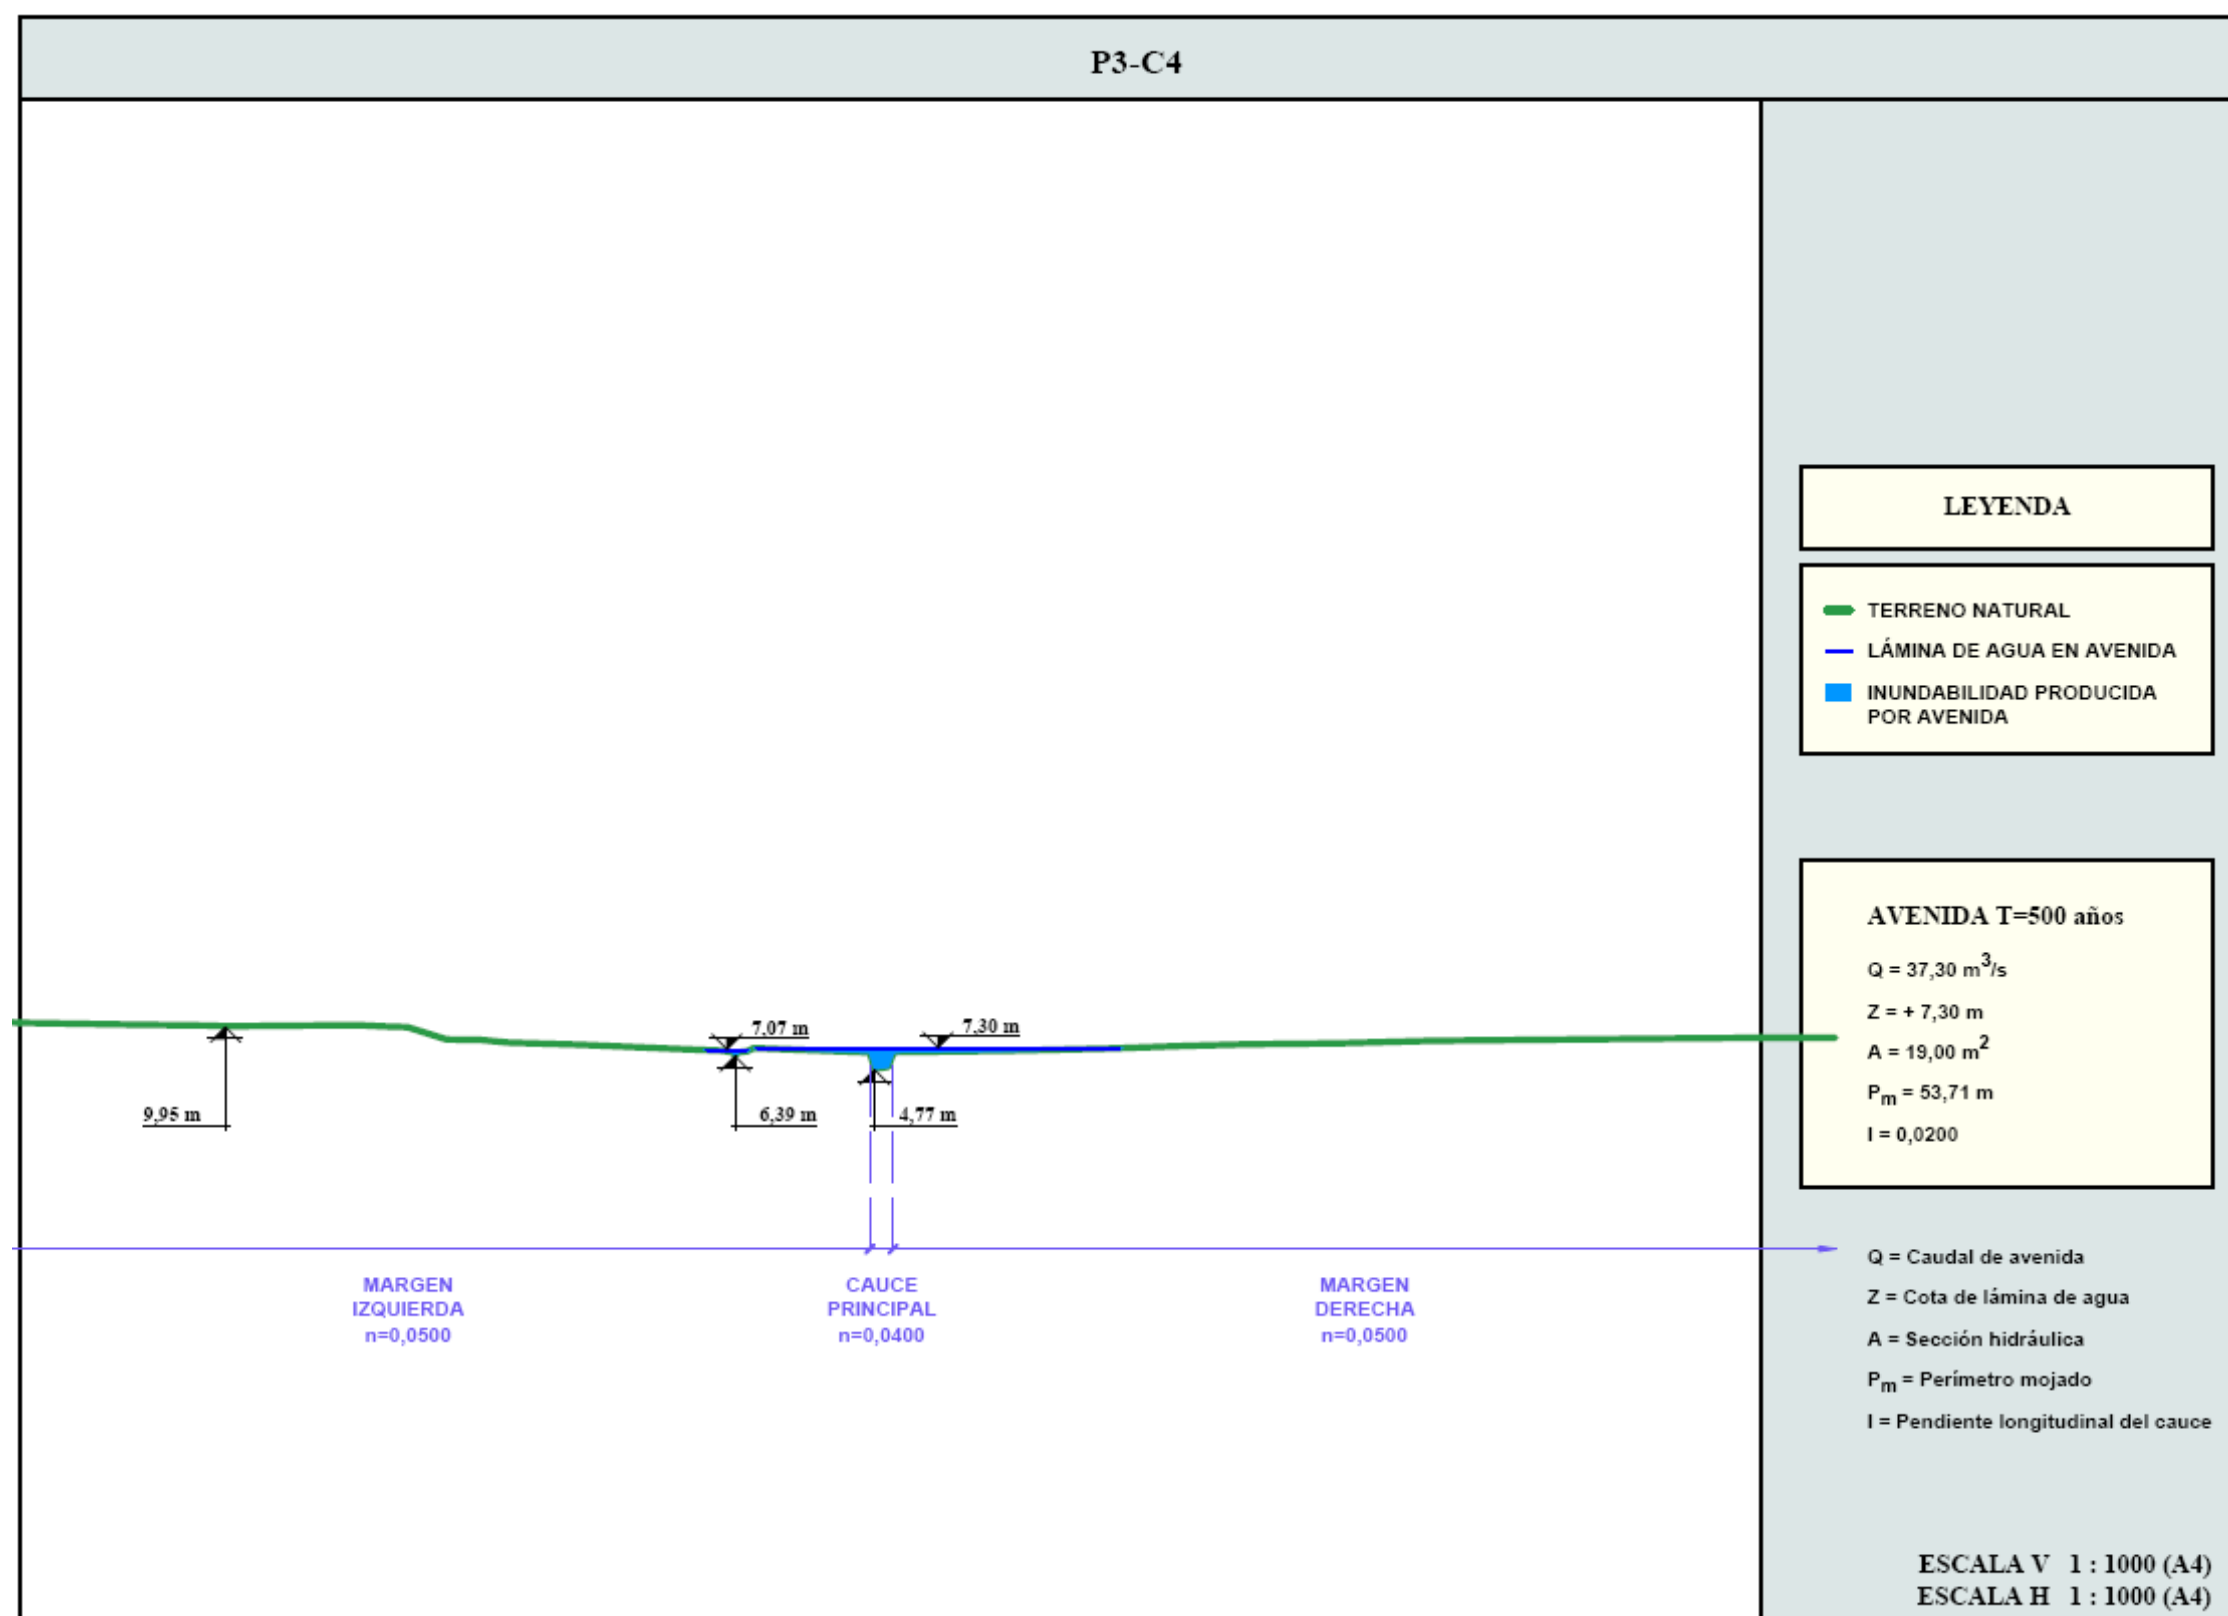 P3-C4
LEYENDA
TERRENO NATURAL
LÁMINA DE AGUA EN AVENIDA
INUNDABILIDAD PRODUCIDA
POR AVENIDA
AVENIDA T=500 años
Q = 37,30 m³/s
Z = + 7,30 m
A = 19,00 m²
Pm = 53,71 m
I = 0,0200
7,07 m
7,30 m
9,95 m
6,39 m
4,77 m
MARGEN
IZQUIERDA
n=0,0500
CAUCE
PRINCIPAL
n=0,0400
MARGEN
DERECHA
n=0,0500
Q = Caudal de avenida
Z = Cota de lámina de agua
A = Sección hidráulica
Pm = Perímetro mojado
I = Pendiente longitudinal del cauce
ESCALA V 1 : 1000 (A4)
ESCALA H 1 : 1000 (A4)